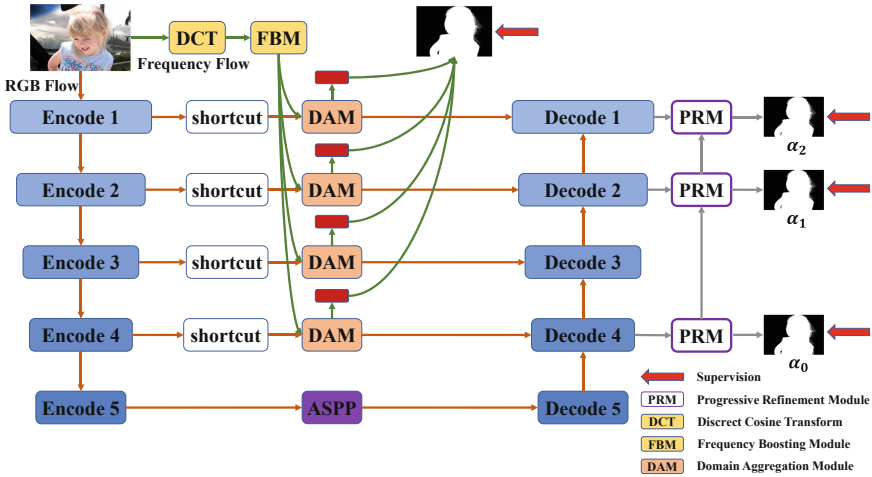 DCT
FBM
Frequency Flow
RGB Flow
Encode 1
shortcut
DAM
Decode 1
PRM
α₂
Encode 2
shortcut
DAM
Decode 2
PRM
α₁
Encode 3
shortcut
DAM
Decode 3
Encode 4
shortcut
DAM
Decode 4
PRM
α₀
Encode 5
ASPP
Decode 5
Supervision
PRM Progressive Refinement Module
DCT Discrect Cosine Transform
FBM Frequency Boosting Module
DAM Domain Aggregation Module